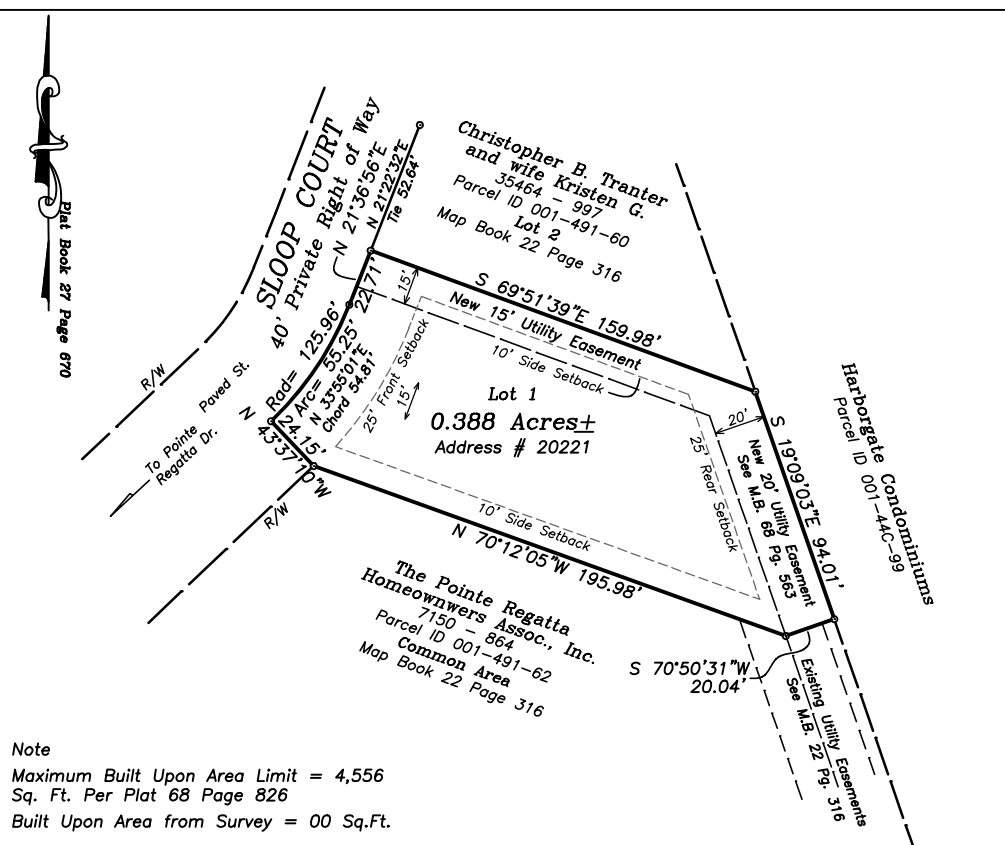 Plat Book 27 Page 670
SLOOP COURT
40' Private Right of Way
N 21°36'56"E
N 21°22'32"E
Tie 52.64'
Christopher B. Tranter
and wife Kristen G.
35464 - 997
Parcel ID 001-491-60
Lot 2
Map Book 22 Page 316
R/W
To Pointe Paved St.
Regatta Dr.
Rad= 125.96'
22.71'
Arc= 55.25'
N 33°55'01"E
Chord 54.81'
N 43°37'10"W
24.15'
R/W
15'
S 69°51'39"E 159.98'
New 15' Utility Easement
10' Side Setback
25' Front Setback
15'
Lot 1
0.388 Acres±
Address # 20221
20'
25' Rear Setback
S 19°09'03"E 94.01'
New 20' Utility Easement
See M.B. 68 Pg. 563
Harborgate Condominiums
Parcel ID 001-44C-99
10' Side Setback
N 70°12'05"W 195.98'
The Pointe Regatta
Homeownwers Assoc., Inc.
7150 - 864
Parcel ID 001-491-62
Common Area
Map Book 22 Page 316
S 70°50'31"W
20.04'
Existing Utility Easements
See M.B. 22 Pg. 316
Note
Maximum Built Upon Area Limit = 4,556
Sq. Ft. Per Plat 68 Page 826
Built Upon Area from Survey = 00 Sq.Ft.